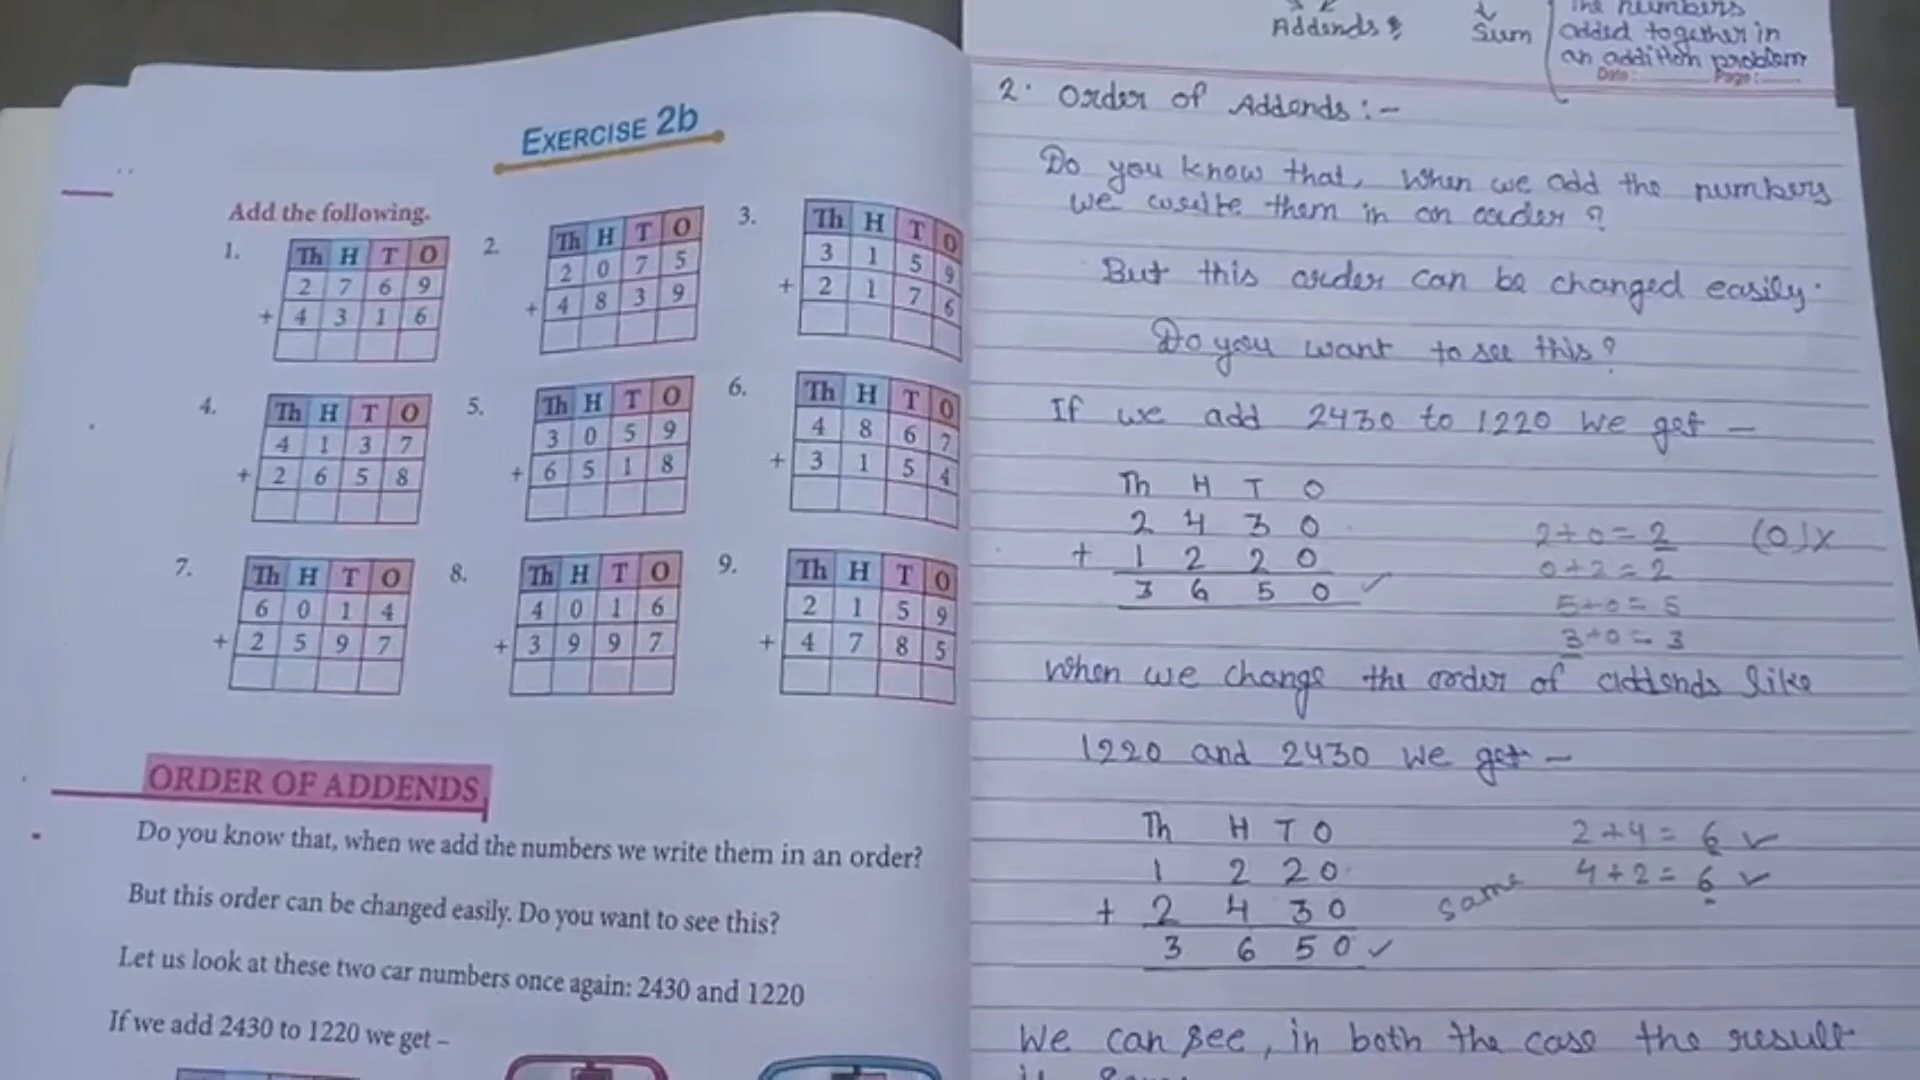 EXERCISE 2b
Add the following.
1. Th H T O
2 7 6 9
+ 4 3 1 6
2. Th H T O
2 0 7 5
+ 4 8 3 9
3. Th H T O
3 1 5 9
+ 2 1 7 6
4. Th H T O
4 1 3 7
+ 2 6 5 8
5. Th H T O
3 0 5 9
+ 6 5 1 8
6. Th H T O
4 8 6 7
+ 3 1 5 4
7. Th H T O
6 0 1 4
+ 2 5 9 7
8. Th H T O
4 0 1 6
+ 3 9 9 7
9. Th H T O
2 1 5 9
+ 4 7 8 5
ORDER OF ADDENDS
Do you know that, when we add the numbers we write them in an order?
But this order can be changed easily. Do you want to see this?
Let us look at these two car numbers once again: 2430 and 1220
If we add 2430 to 1220 we get –
Addends
Sum
the numbers
added together in
an addition problem
Date: Page:
2. Order of Addends :-
Do you know that, when we add the numbers
we write them in an order?
But this order can be changed easily.
Do you want to see this?
If we add 2430 to 1220 we get —
Th H T O
2 4 3 0
+ 1 2 2 0
3 6 5 0 ✓
2+0 = 2 (0)x
0+2 = 2
5+0 = 5
3+0 = 3
When we change the order of addends like
1220 and 2430 we get —
Th H T O
1 2 2 0
+ 2 4 3 0
3 6 5 0 ✓
2+4 = 6 ✓
same 4+2 = 6 ✓
We can see, in both the case the result